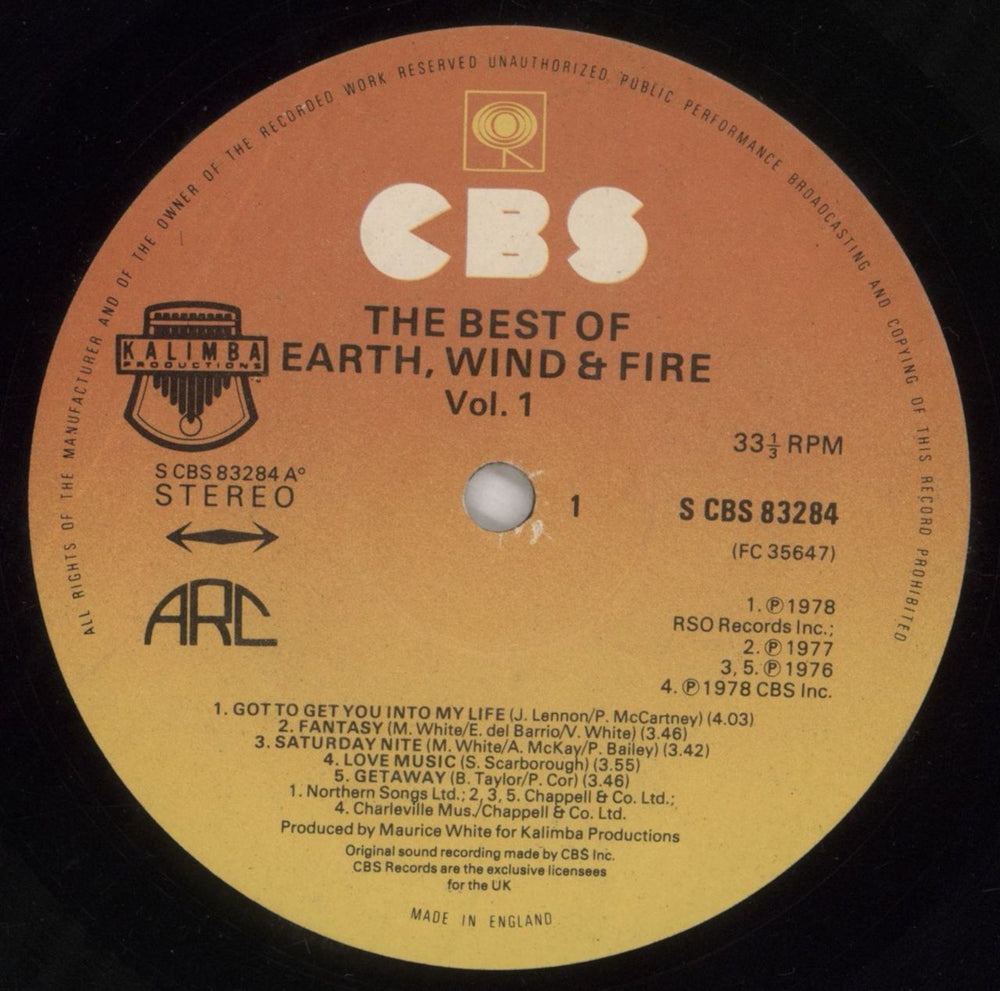 ALL RIGHTS OF THE MANUFACTURER AND OF THE OWNER OF THE RECORDED WORK RESERVED UNAUTHORIZED PUBLIC PERFORMANCE BROADCASTING AND COPYING OF THIS RECORD PROHIBITED
CBS
THE BEST OF
EARTH, WIND & FIRE
Vol. 1
KALIMBA
PRODUCTIONS
TM
33⅓ RPM
S CBS 83284 A°
STEREO
1
S CBS 83284
(FC 35647)
ARC
1. ℗ 1978
RSO Records Inc.;
2. ℗ 1977
3, 5. ℗ 1976
4. ℗ 1978 CBS Inc.
1. GOT TO GET YOU INTO MY LIFE (J. Lennon/P. McCartney) (4.03)
2. FANTASY (M. White/E. del Barrio/V. White) (3.46)
3. SATURDAY NITE (M. White/A. McKay/P. Bailey) (3.42)
4. LOVE MUSIC (S. Scarborough) (3.55)
5. GETAWAY (B. Taylor/P. Cor) (3.46)
1. Northern Songs Ltd.; 2, 3, 5. Chappell & Co. Ltd.;
4. Charleville Mus./Chappell & Co. Ltd.
Produced by Maurice White for Kalimba Productions
Original sound recording made by CBS Inc.
CBS Records are the exclusive licensees
for the UK
MADE IN ENGLAND